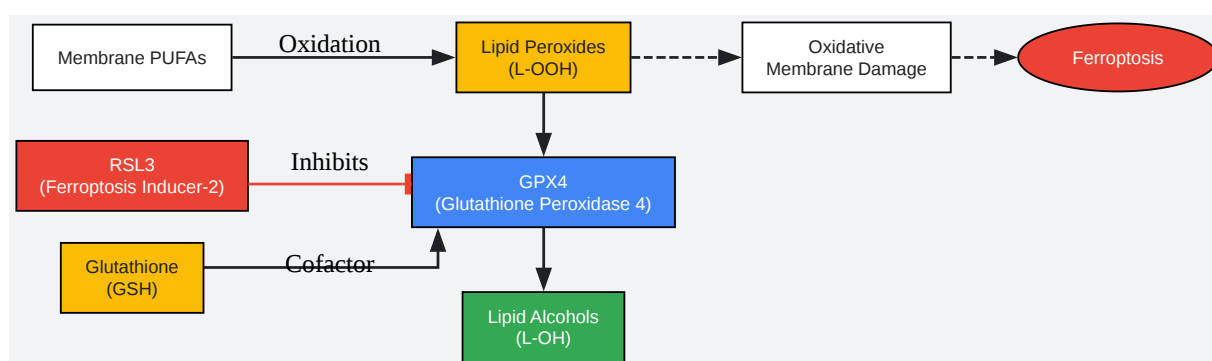 Membrane PUFAs
Oxidation
Lipid Peroxides
(L-OOH)
Oxidative
Membrane Damage
Ferroptosis
RSL3
(Ferroptosis Inducer-2)
Inhibits
GPX4
(Glutathione Peroxidase 4)
Glutathione
(GSH)
Cofactor
Lipid Alcohols
(L-OH)